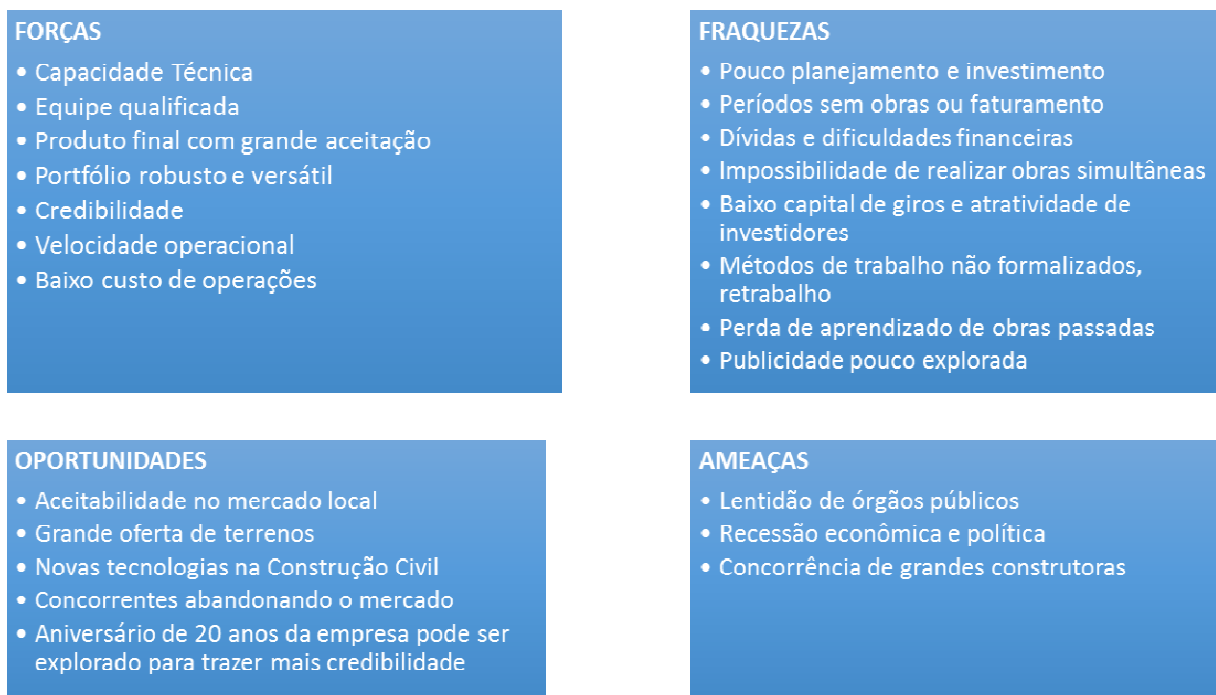 FORÇAS
• Capacidade Técnica
• Equipe qualificada
• Produto final com grande aceitação
• Portfólio robusto e versátil
• Credibilidade
• Velocidade operacional
• Baixo custo de operações
FRAQUEZAS
• Pouco planejamento e investimento
• Períodos sem obras ou faturamento
• Dívidas e dificuldades financeiras
• Impossibilidade de realizar obras simultâneas
• Baixo capital de giros e atratividade de
investidores
• Métodos de trabalho não formalizados,
retrabalho
• Perda de aprendizado de obras passadas
• Publicidade pouco explorada
OPORTUNIDADES
• Aceitabilidade no mercado local
• Grande oferta de terrenos
• Novas tecnologias na Construção Civil
• Concorrentes abandonando o mercado
• Aniversário de 20 anos da empresa pode ser
explorado para trazer mais credibilidade
AMEAÇAS
• Lentidão de órgãos públicos
• Recessão econômica e política
• Concorrência de grandes construtoras